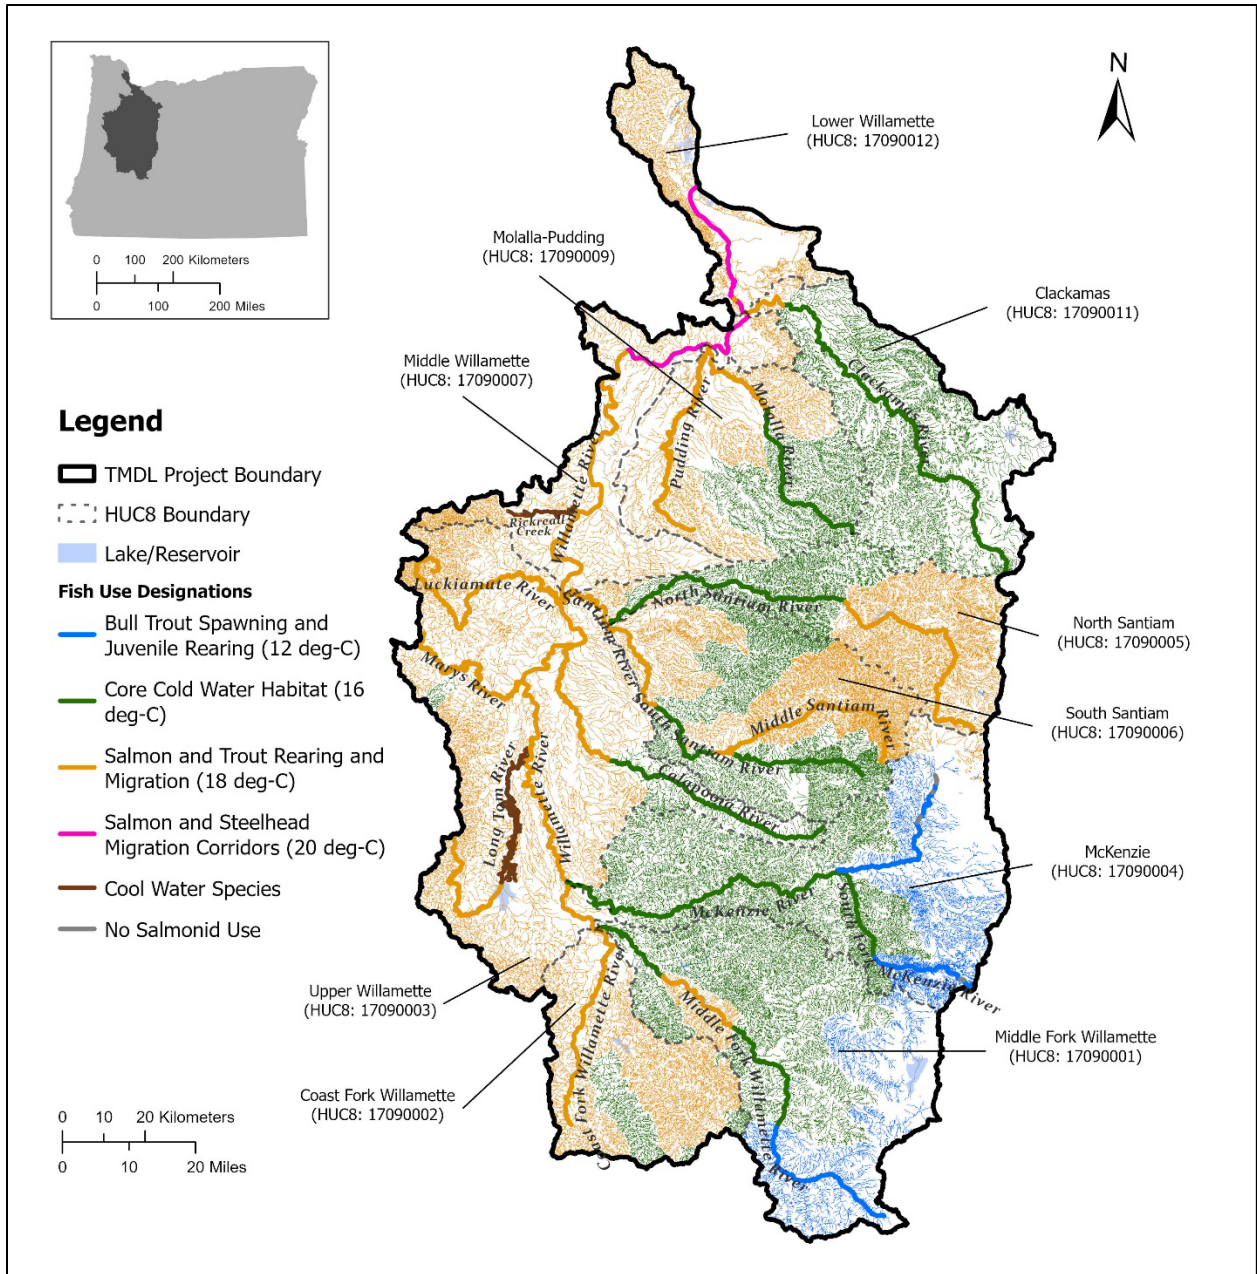 N
0 100 200 Kilometers
0 100 200 Miles
Lower Willamette
(HUC8: 17090012)
Molalla-Pudding
(HUC8: 17090009)
Clackamas
(HUC8: 17090011)
Middle Willamette
(HUC8: 17090007)
Legend
TMDL Project Boundary
HUC8 Boundary
Lake/Reservoir
Fish Use Designations
Bull Trout Spawning and
Juvenile Rearing (12 deg-C)
Core Cold Water Habitat (16
deg-C)
Salmon and Trout Rearing and
Migration (18 deg-C)
Salmon and Steelhead
Migration Corridors (20 deg-C)
Cool Water Species
No Salmonid Use
Clackamas River
Molalla River
Pudding River
Willamette River
Rickreall
Creek
Luckiamute River
Santiam River
North Santiam River
North Santiam
(HUC8: 17090005)
Marys River
South Santiam River
Middle Santiam River
South Santiam
(HUC8: 17090006)
Long Tom River
Willamette River
Calapooia River
McKenzie
(HUC8: 17090004)
McKenzie River
South Fork McKenzie River
Upper Willamette
(HUC8: 17090003)
Middle Fork Willamette River
Middle Fork Willamette
(HUC8: 17090001)
Coast Fork Willamette River
Coast Fork Willamette
(HUC8: 17090002)
0 10 20 Kilometers
0 10 20 Miles